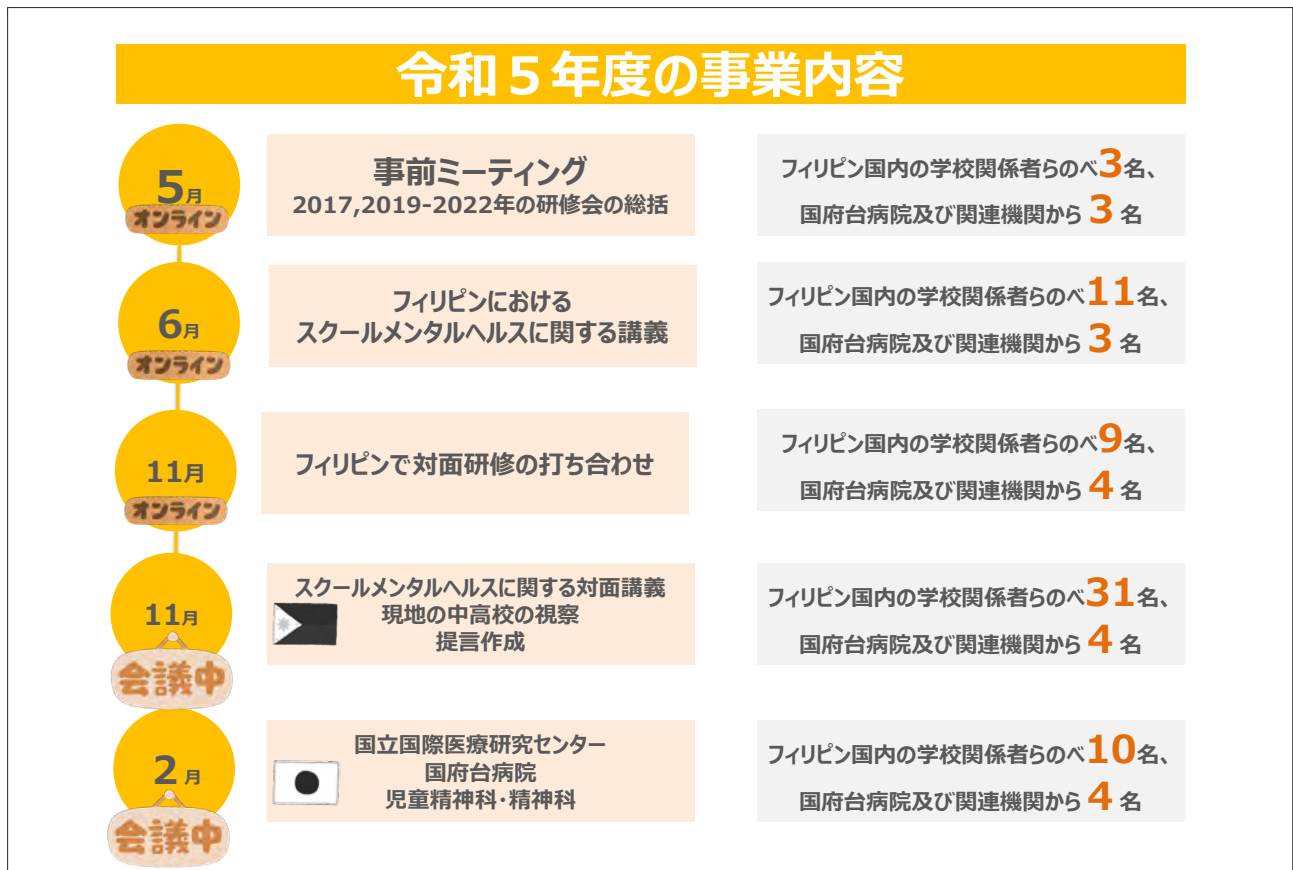 令和５年度の事業内容
5月
オンライン
事前ミーティング
2017,2019-2022年の研修会の総括
フィリピン国内の学校関係者らのべ3名、
国府台病院及び関連機関から 3 名
6月
オンライン
フィリピンにおける
スクールメンタルヘルスに関する講義
フィリピン国内の学校関係者らのべ11名、
国府台病院及び関連機関から 3 名
11月
オンライン
フィリピンで対面研修の打ち合わせ
フィリピン国内の学校関係者らのべ9名、
国府台病院及び関連機関から 4 名
11月
会議中
スクールメンタルヘルスに関する対面講義
現地の中高校の視察
提言作成
フィリピン国内の学校関係者らのべ31名、
国府台病院及び関連機関から 4 名
2月
会議中
国立国際医療研究センター
国府台病院
児童精神科・精神科
フィリピン国内の学校関係者らのべ10名、
国府台病院及び関連機関から 4 名